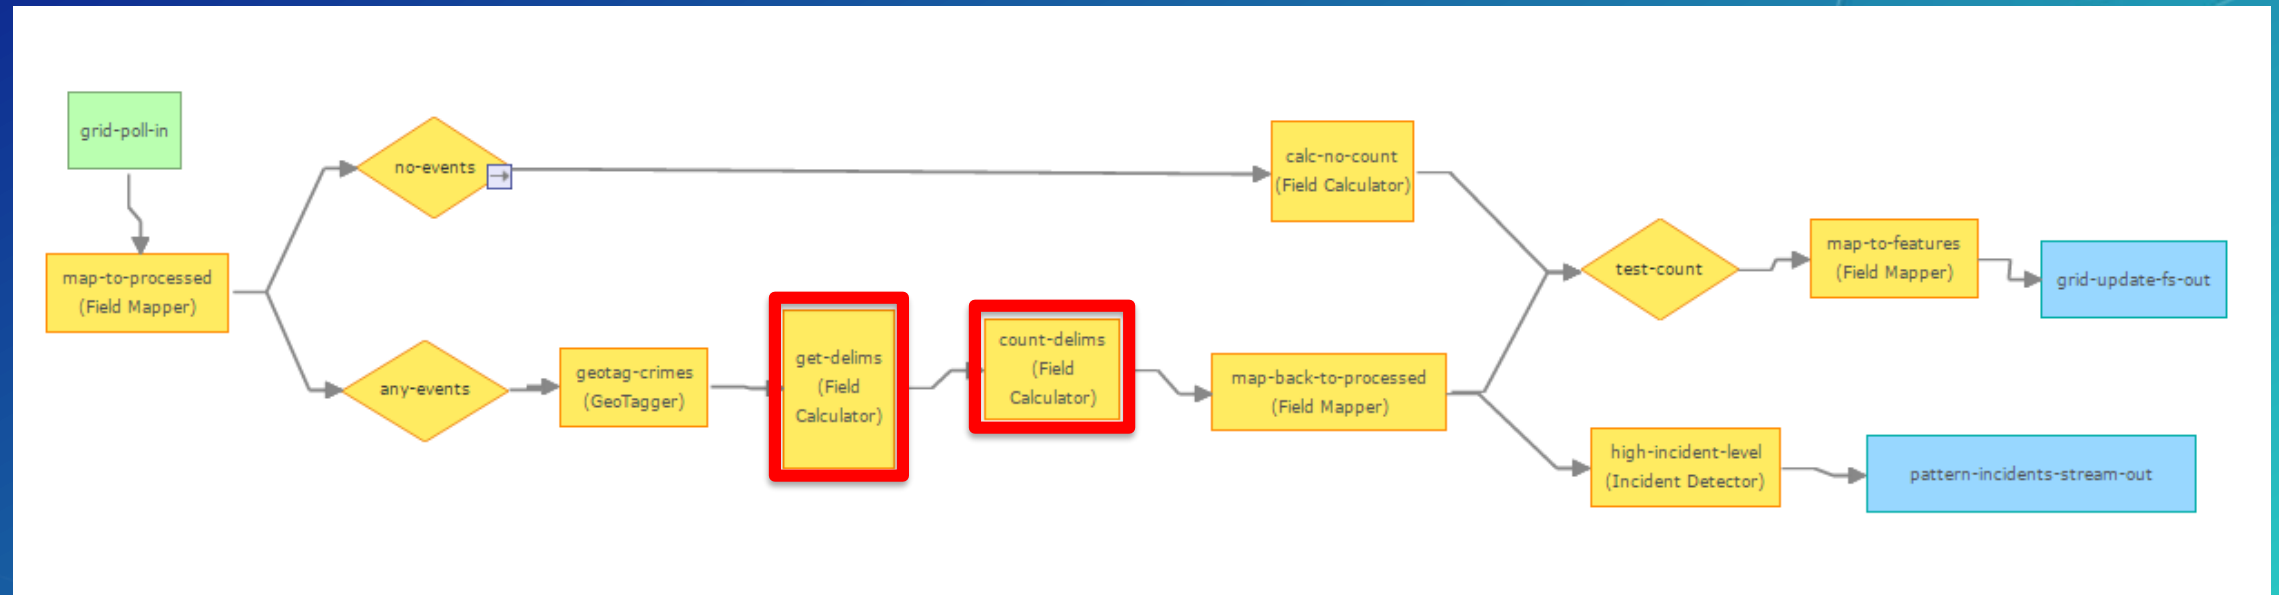 grid-poll-in
map-to-processed
(Field Mapper)
no-events
any-events
geotag-crimes
(GeoTagger)
get-delims
(Field
Calculator)
count-delims
(Field
Calculator)
calc-no-count
(Field Calculator)
map-back-to-processed
(Field Mapper)
test-count
map-to-features
(Field Mapper)
grid-update-fs-out
high-incident-level
(Incident Detector)
pattern-incidents-stream-out